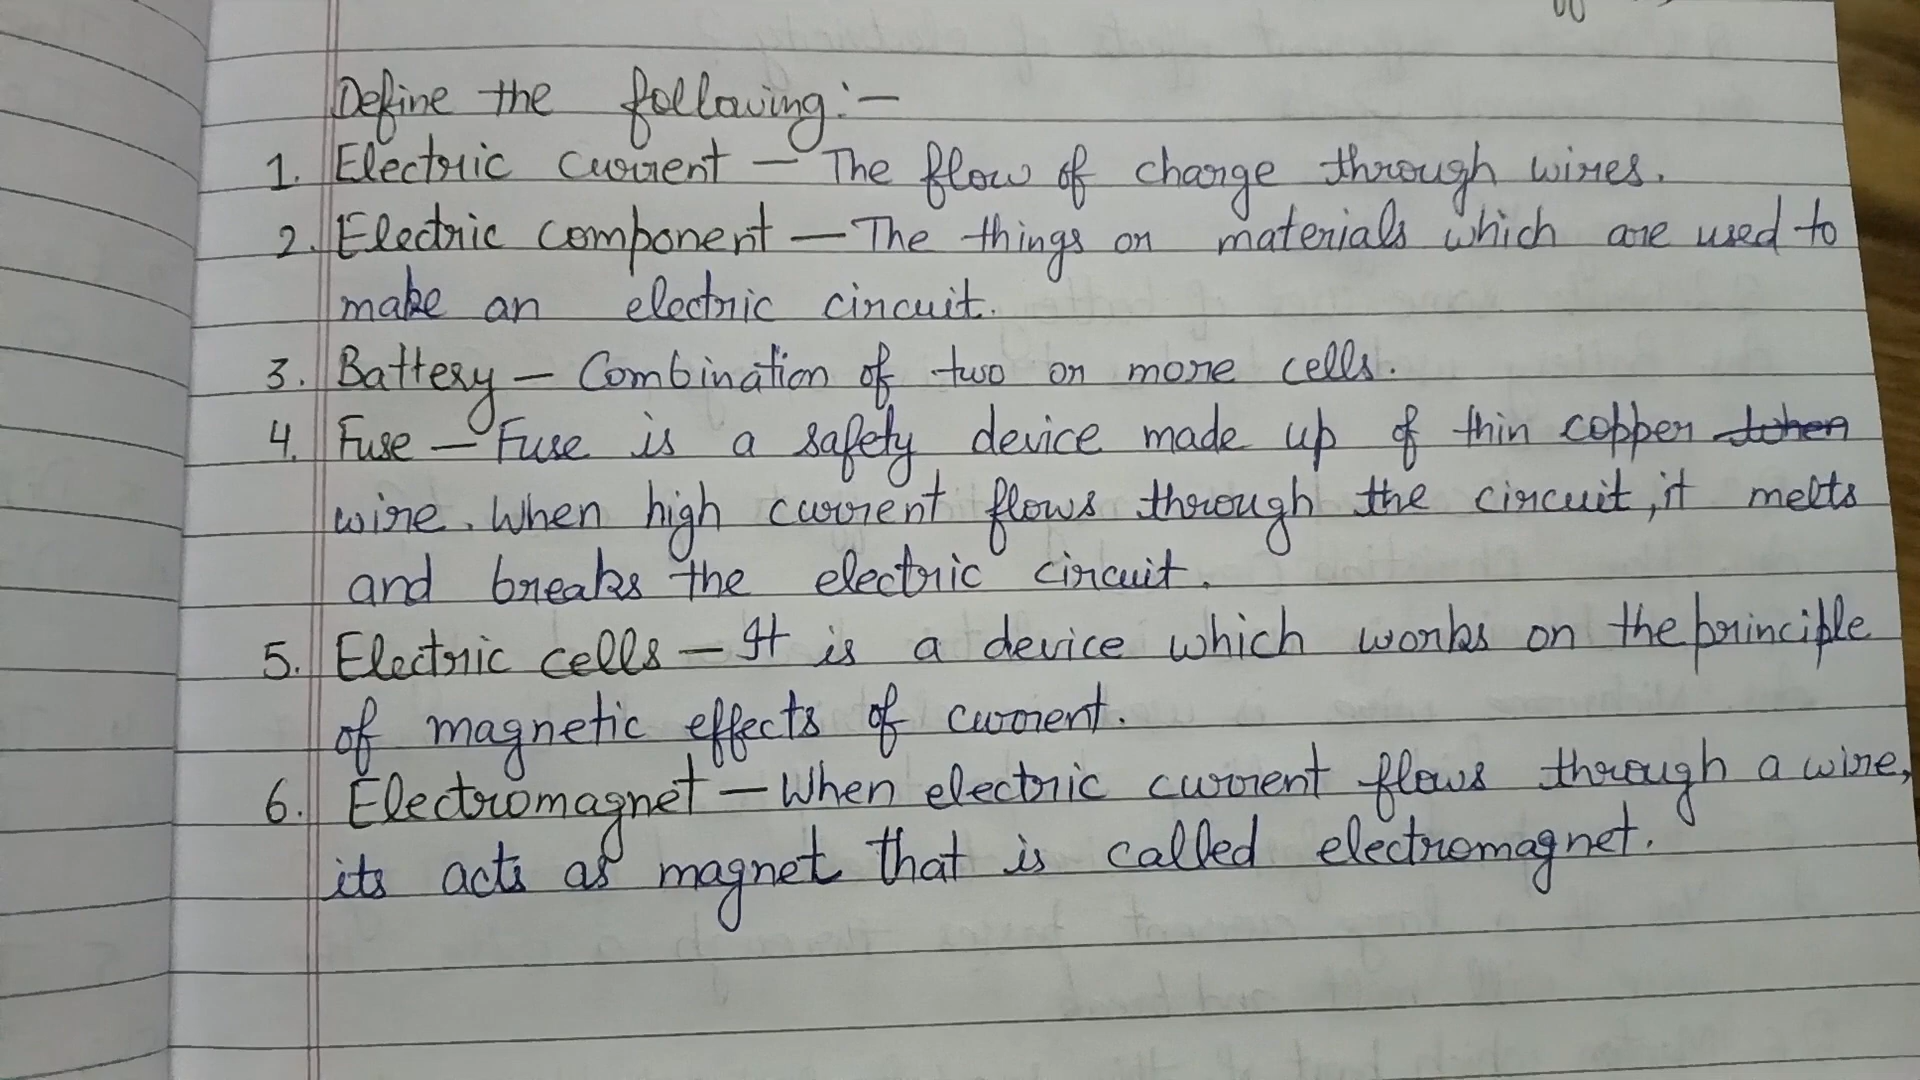 Define the following:—
1. Electric current — The flow of charge through wires.
2. Electric component — The things or materials which are used to
make an electric circuit.
3. Battery — Combination of two or more cells.
4. Fuse — Fuse is a safety device made up of thin copper
wire. When high current flows through the circuit, it melts
and breaks the electric circuit.
5. Electric cells — It is a device which works on the principle
of magnetic effects of current.
6. Electromagnet — When electric current flows through a wire,
its acts as magnet that is called electromagnet.